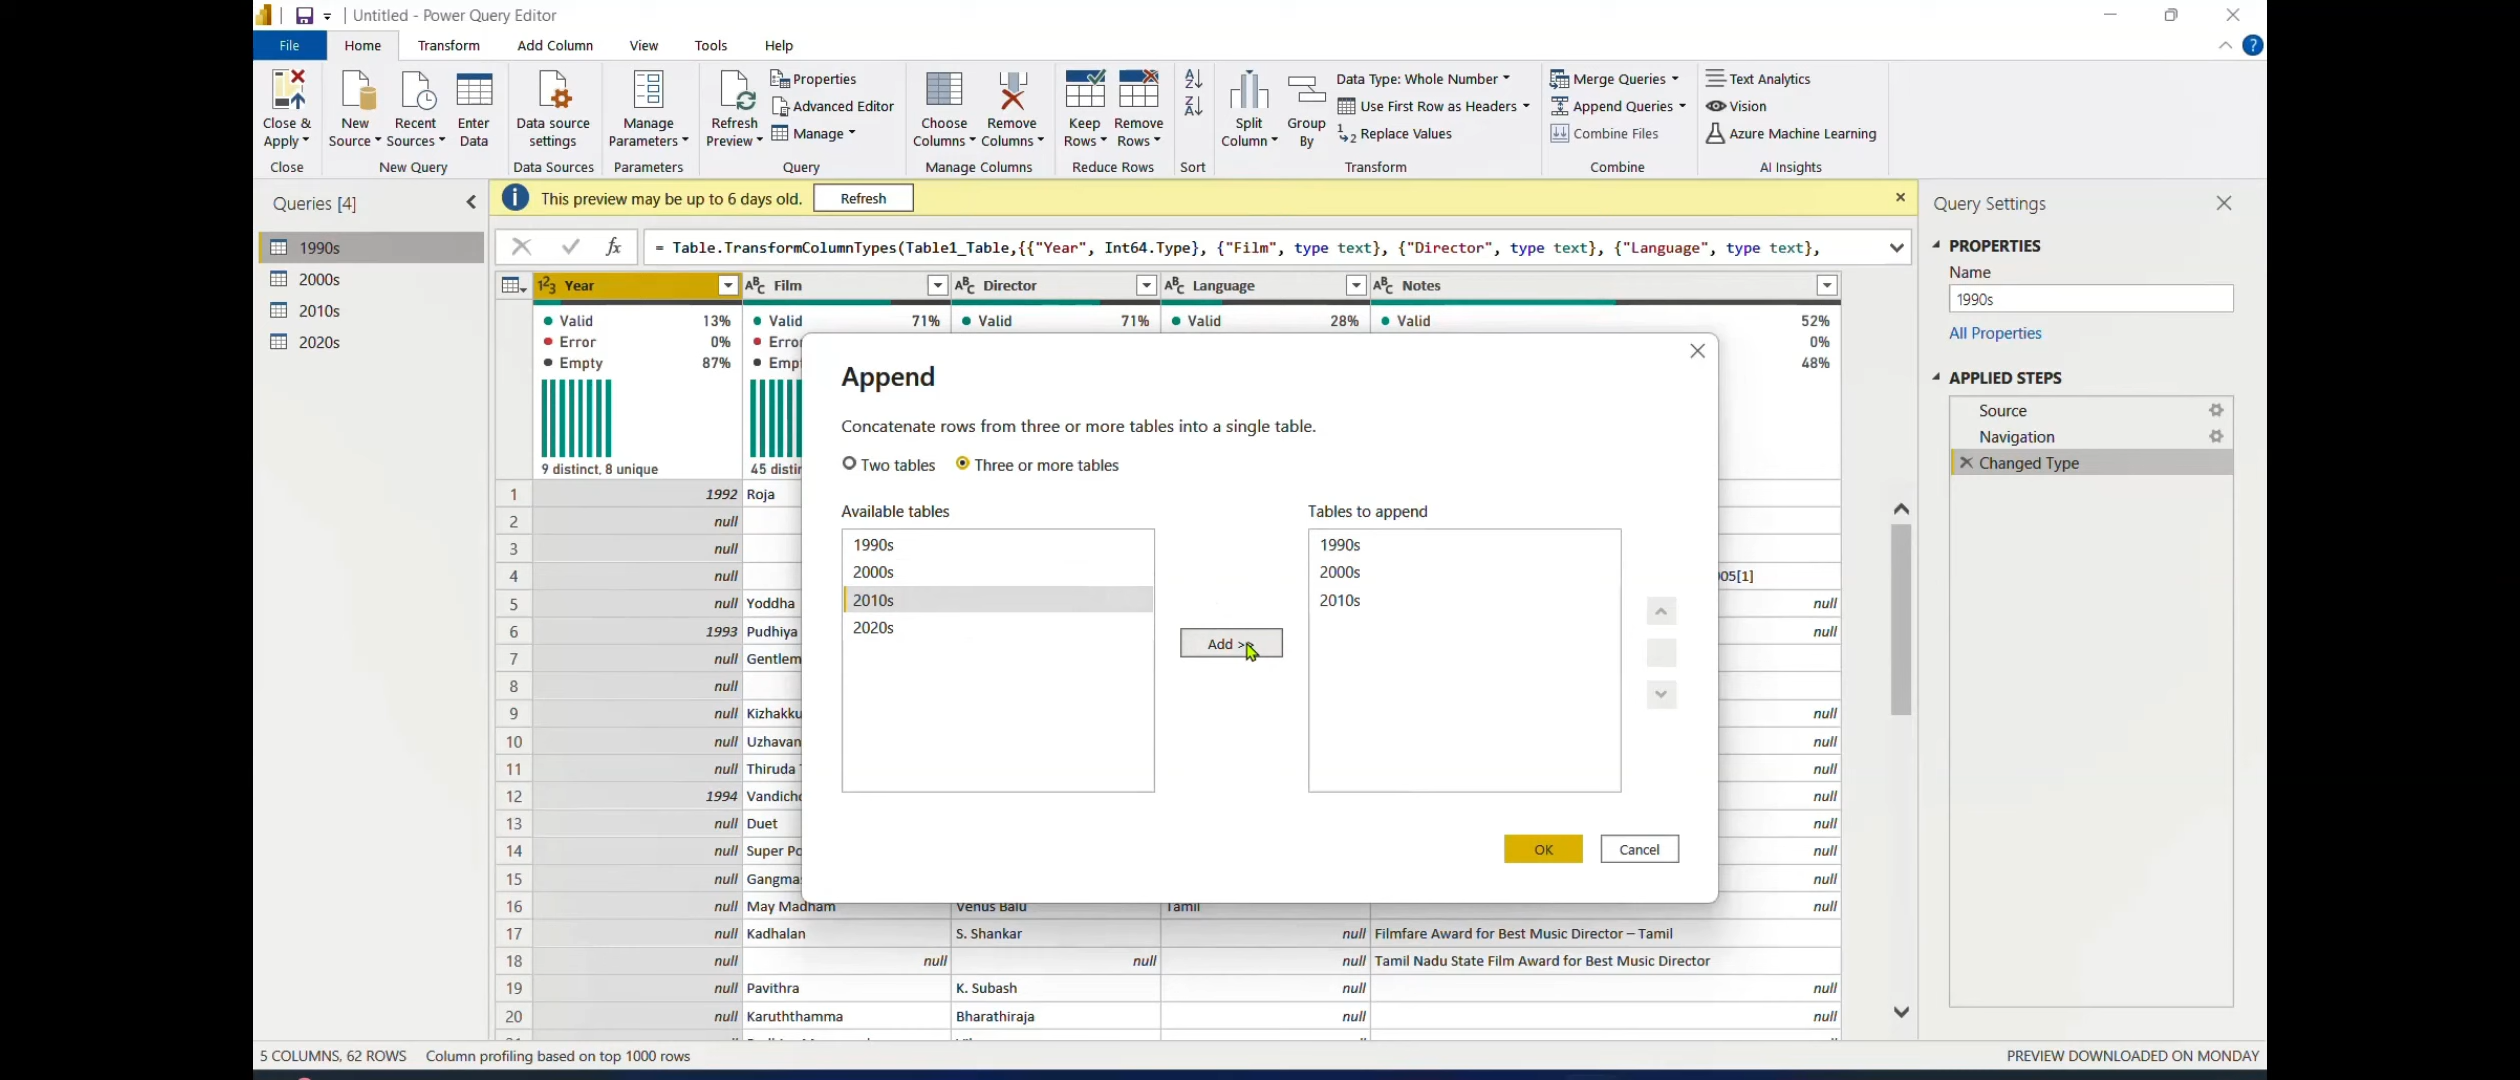 Untitled - Power Query Editor
File Home Transform Add Column View Tools Help
Close & Apply
Close
New Source
Recent Sources
Enter Data
New Query
Data source settings
Data Sources
Manage Parameters
Parameters
Refresh Preview
Properties
Advanced Editor
Manage
Query
Choose Columns
Remove Columns
Manage Columns
Keep Rows
Remove Rows
Reduce Rows
Sort
Split Column
Group By
Data Type: Whole Number
Use First Row as Headers
Replace Values
Transform
Merge Queries
Append Queries
Combine Files
Combine
Text Analytics
Vision
Azure Machine Learning
AI Insights
Queries [4]
1990s
2000s
2010s
2020s
This preview may be up to 6 days old. Refresh
fx = Table.TransformColumnTypes(Table1_Table,{{"Year", Int64.Type}, {"Film", type text}, {"Director", type text}, {"Language", type text},
Year Film Director Language Notes
Valid 13% Valid 71% Valid 71% Valid 28% Valid 52%
Error 0% 0%
Empty 87% 48%
9 distinct, 8 unique 45
1 1992 Roja
2 null
3 null
4 null 05[1]
5 null Yoddha null
6 1993 Pudhiya null
7 null
8 null
9 null null
10 null null
11 null Thiruda null
12 1994 null
13 null Duet null
14 null Super null
15 null null
16 null May Madham Venus Balu Tamil null
17 null Kadhalan S. Shankar null Filmfare Award for Best Music Director – Tamil
18 null null null null Tamil Nadu State Film Award for Best Music Director
19 null Pavithra K. Subash null null
20 null Karuththamma Bharathiraja null null
Append
Concatenate rows from three or more tables into a single table.
Two tables Three or more tables
Available tables
1990s
2000s
2010s
2020s
Add >>
Tables to append
1990s
2000s
2010s
OK Cancel
Query Settings
PROPERTIES
Name
1990s
All Properties
APPLIED STEPS
Source
Navigation
Changed Type
5 COLUMNS, 62 ROWS Column profiling based on top 1000 rows PREVIEW DOWNLOADED ON MONDAY